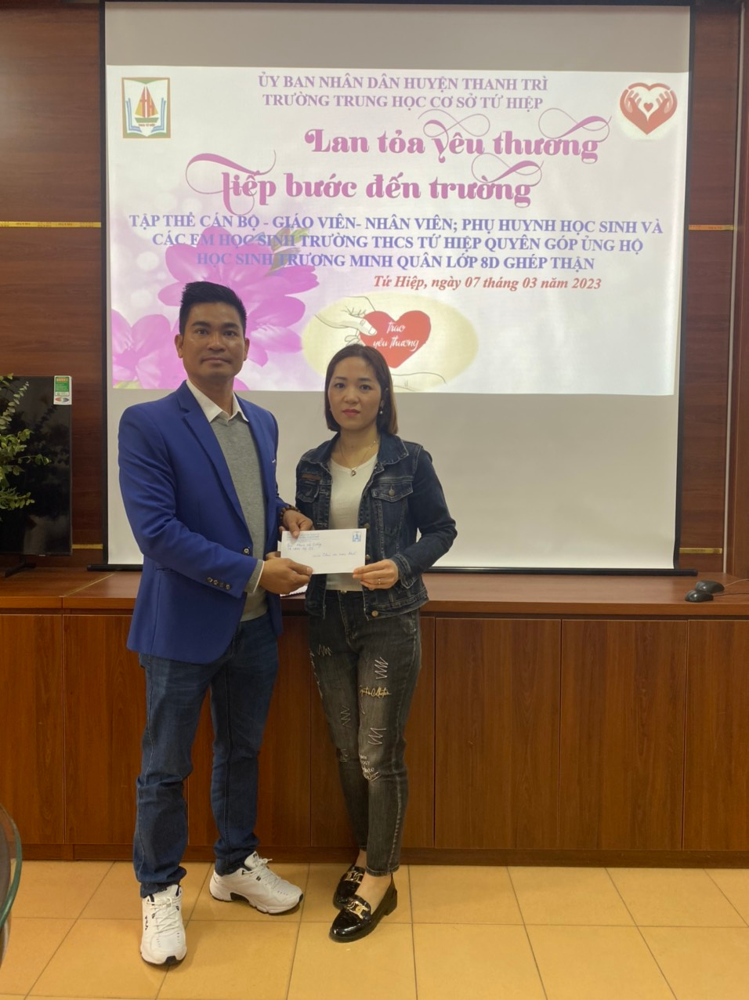 ỦY BAN NHÂN DÂN HUYỆN THANH TRÌ
TRƯỜNG TRUNG HỌC CƠ SỞ TỨ HIỆP
Lan tỏa yêu thương
tiếp bước đến trường
TẬP THỂ CÁN BỘ - GIÁO VIÊN- NHÂN VIÊN; PHỤ HUYNH HỌC SINH VÀ
CÁC EM HỌC SINH TRƯỜNG THCS TỨ HIỆP QUYÊN GÓP ỦNG HỘ
HỌC SINH TRƯƠNG MINH QUÂN LỚP 8D GHÉP THẬN
Tứ Hiệp, ngày 07 tháng 03 năm 2023
trao
yêu thương